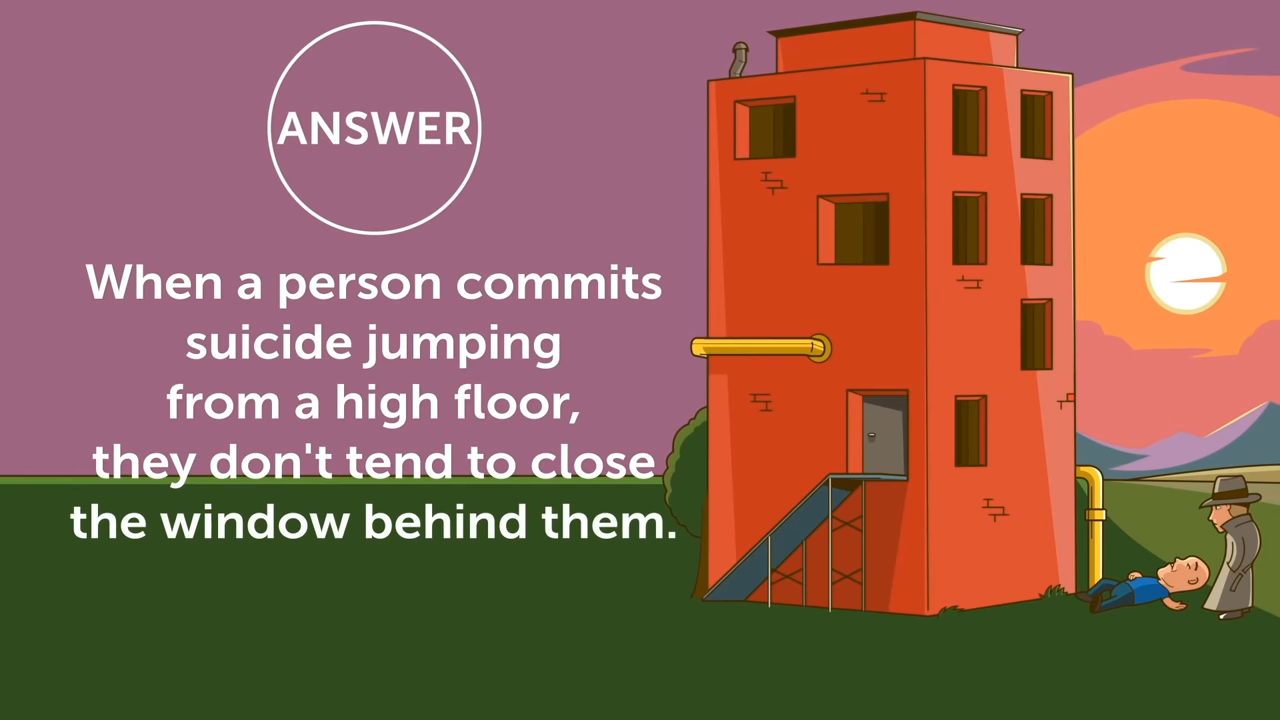 ANSWER
When a person commits
suicide jumping
from a high floor,
they don't tend to close
the window behind them.